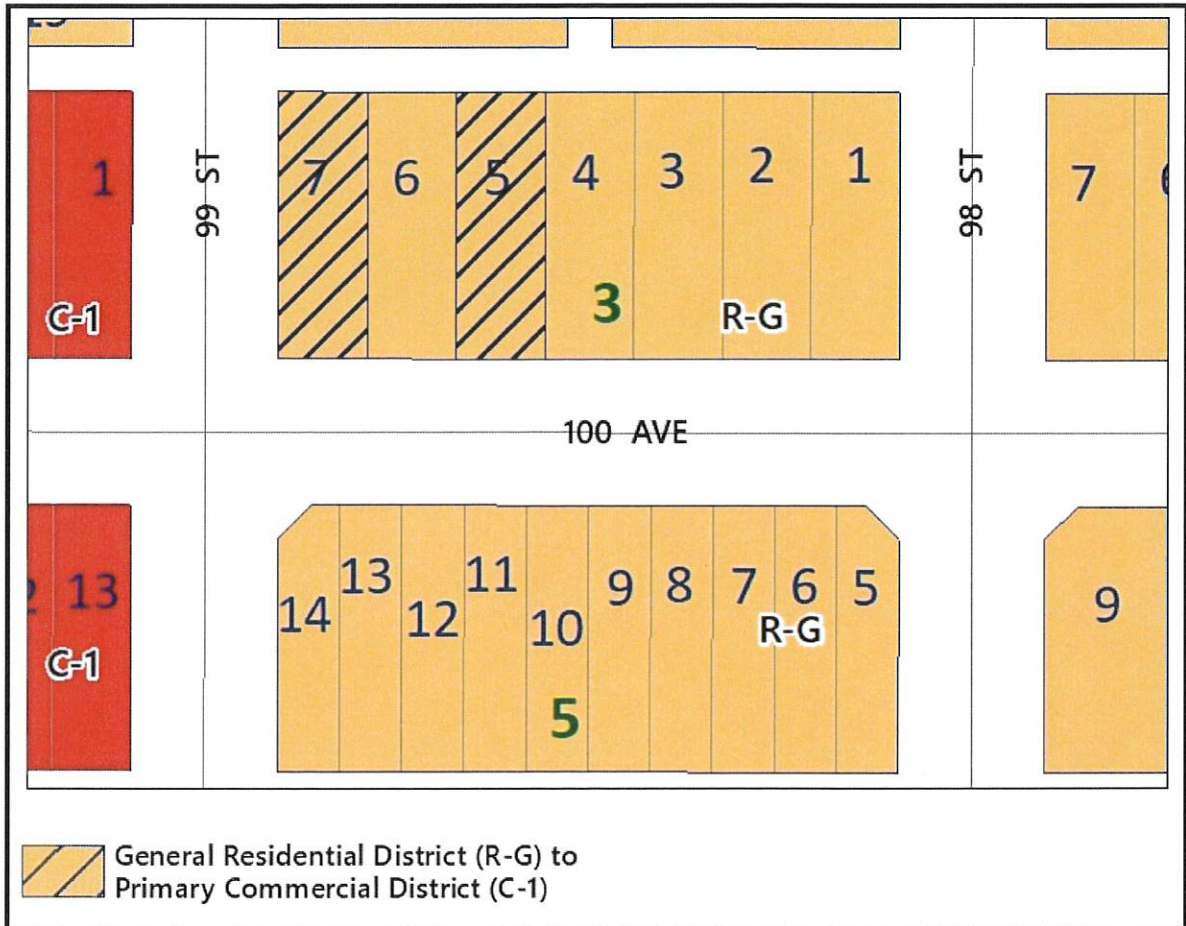 1
7
6
5
4
3
2
1
7
99 ST
98 ST
3
C-1
R-G
100 AVE
13
14
13
12
11
10
9
8
7
6
5
9
R-G
C-1
5
General Residential District (R-G) to
Primary Commercial District (C-1)